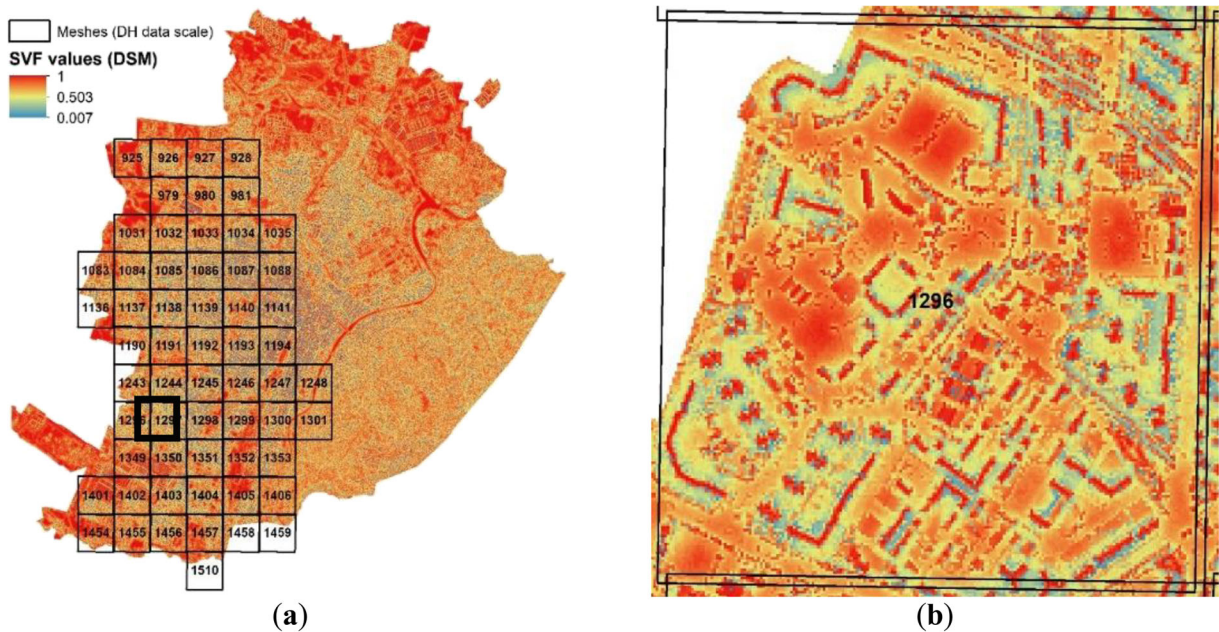 Meshes (DH data scale)
SVF values (DSM)
1
0.503
0.007
925 926 927 928
979 980 981
1031 1032 1033 1034 1035
1083 1084 1085 1086 1087 1088
1136 1137 1138 1139 1140 1141
1190 1191 1192 1193 1194
1243 1244 1245 1246 1247 1248
1298 1299 1300 1301
1349 1350 1351 1352 1353
1401 1402 1403 1404 1405 1406
1454 1455 1456 1457 1458 1459
1510
1296
(a)
(b)